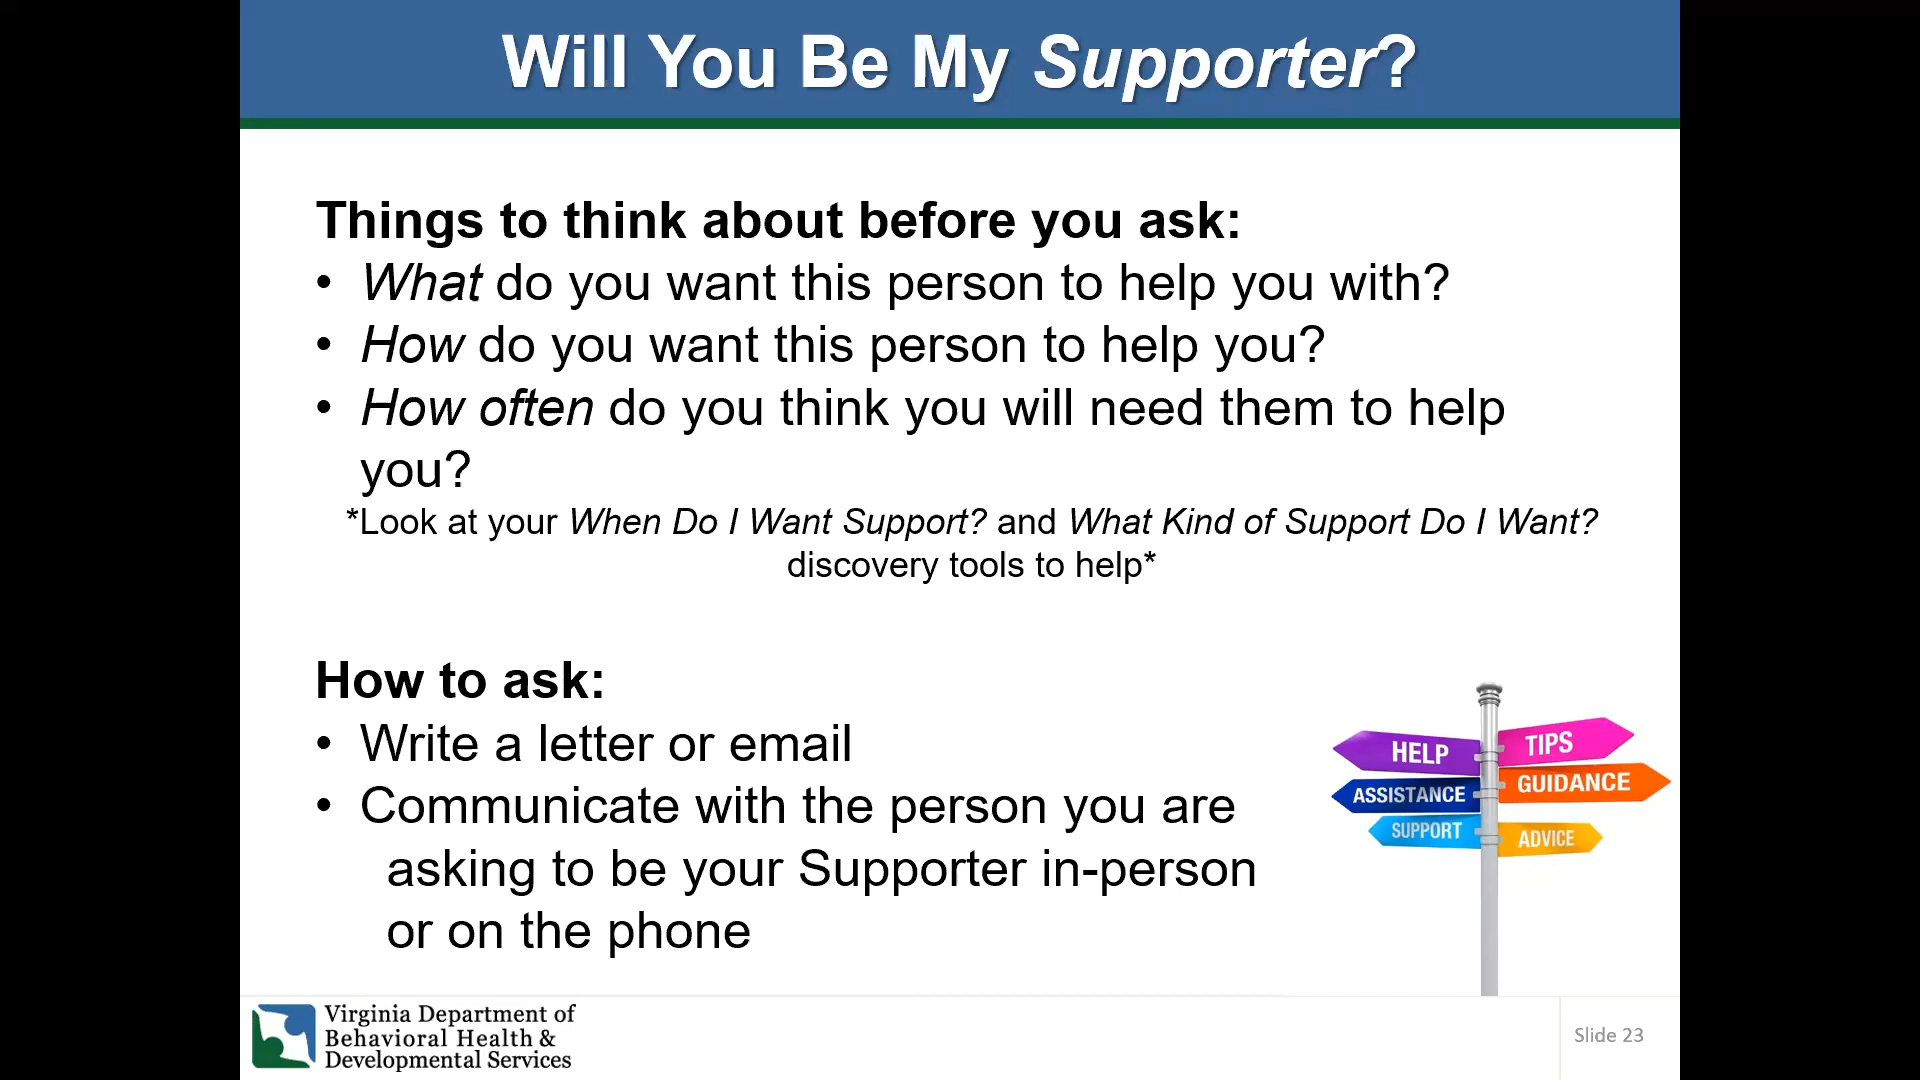 Will You Be My Supporter?
Things to think about before you ask:
• What do you want this person to help you with?
• How do you want this person to help you?
• How often do you think you will need them to help
you?
*Look at your When Do I Want Support? and What Kind of Support Do I Want?
discovery tools to help*
How to ask:
• Write a letter or email
• Communicate with the person you are
asking to be your Supporter in-person
or on the phone
HELP
TIPS
ASSISTANCE
GUIDANCE
SUPPORT
ADVICE
Virginia Department of
Behavioral Health &
Developmental Services
Slide 23